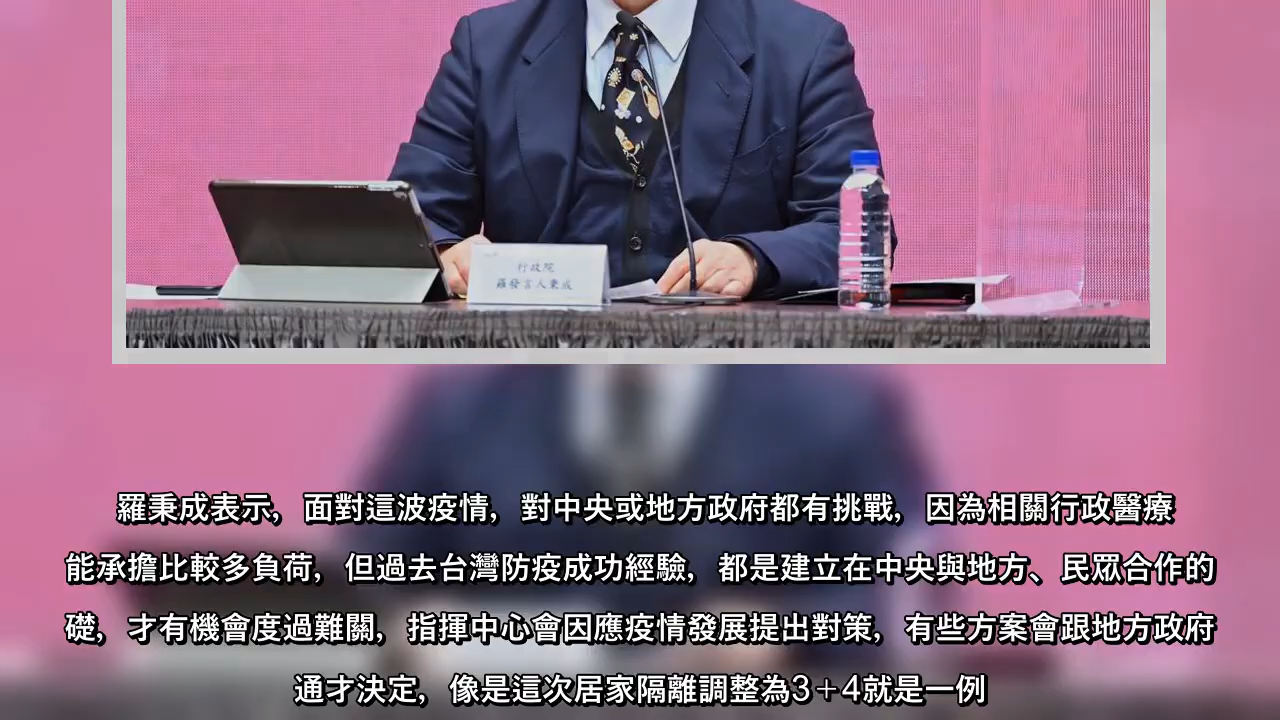 行政院
羅發言人秉成
羅秉成表示，面對這波疫情，對中央或地方政府都有挑戰，因為相關行政醫療
能承擔比較多負荷，但過去台灣防疫成功經驗，都是建立在中央與地方、民眾合作的
礎，才有機會度過難關，指揮中心會因應疫情發展提出對策，有些方案會跟地方政府
通才決定，像是這次居家隔離調整為3＋4就是一例